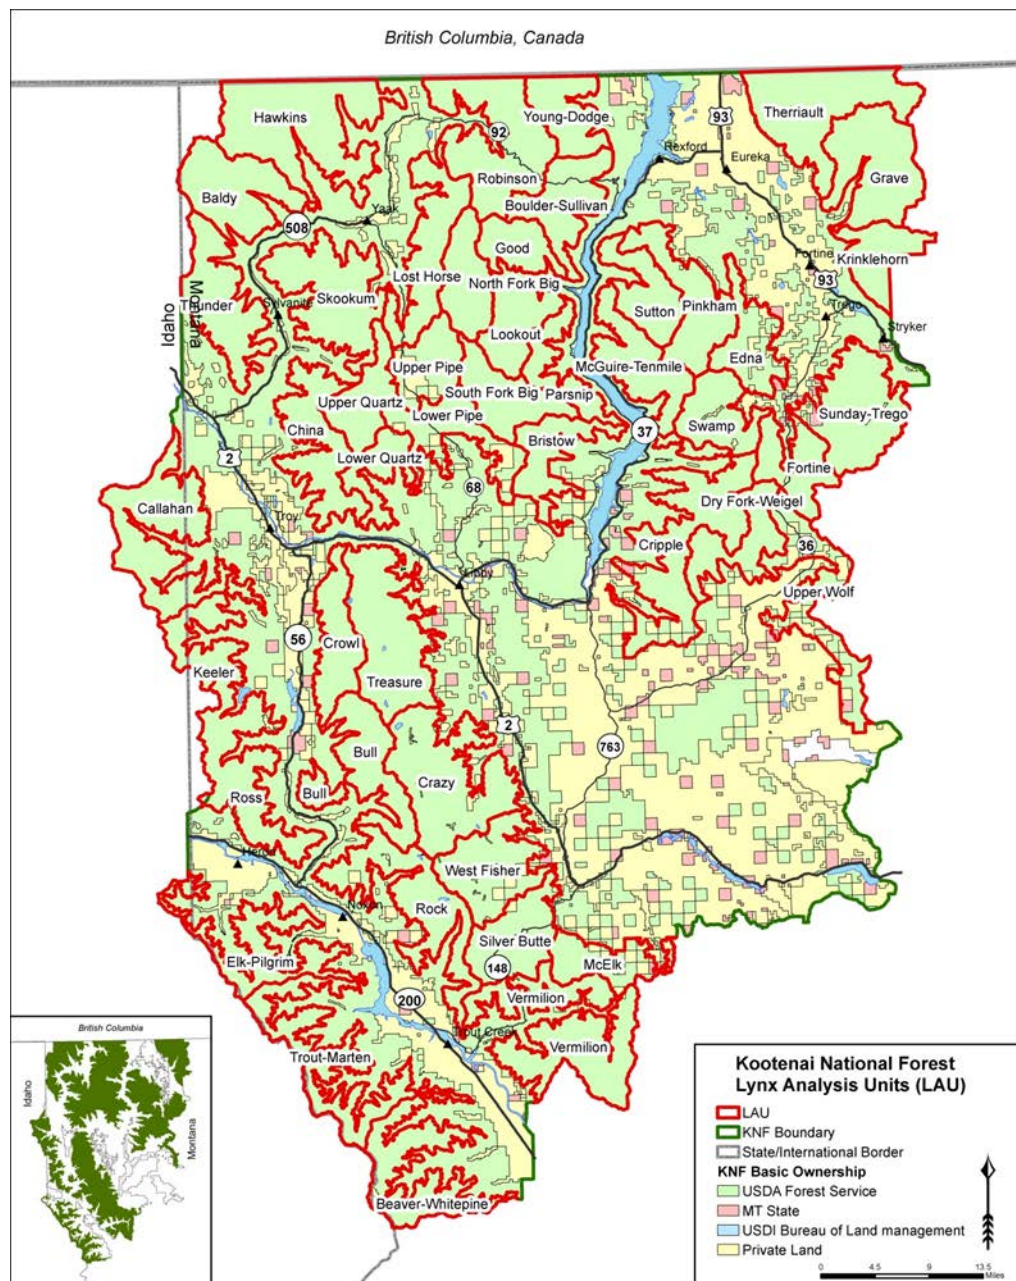 British Columbia, Canada
Hawkins
Young-Dodge
92
93
Therriault
Rexford
Eureka
Robinson
Grave
Baldy
Boulder-Sullivan
Yaak
508
Good
Fortine
Krinklehorn
Lost Horse
North Fork Big
93
Montana
Idaho
Thunder
Sylvanite
Skookum
Sutton
Pinkham
Trego
Lookout
Stryker
Upper Pipe
McGuire-Tenmile
Edna
Upper Quartz
South Fork Big
Parsnip
Lower Pipe
Sunday-Trego
China
Bristow
37
Swamp
2
Lower Quartz
Fortine
68
Dry Fork-Weigel
Callahan
Troy
Cripple
36
Libby
Upper Wolf
56
Crowl
Keeler
Treasure
2
763
Bull
Crazy
Ross
Bull
Heron
West Fisher
Noxon
Rock
Silver Butte
Elk-Pilgrim
148
McElk
200
Vermilion
Trout Creek
Trout-Marten
Vermilion
Beaver-Whitepine
British Columbia
Idaho
Montana
Kootenai National Forest
Lynx Analysis Units (LAU)
LAU
KNF Boundary
State/International Border
KNF Basic Ownership
USDA Forest Service
MT State
USDI Bureau of Land management
Private Land
0 4.5 9 13.5
Miles